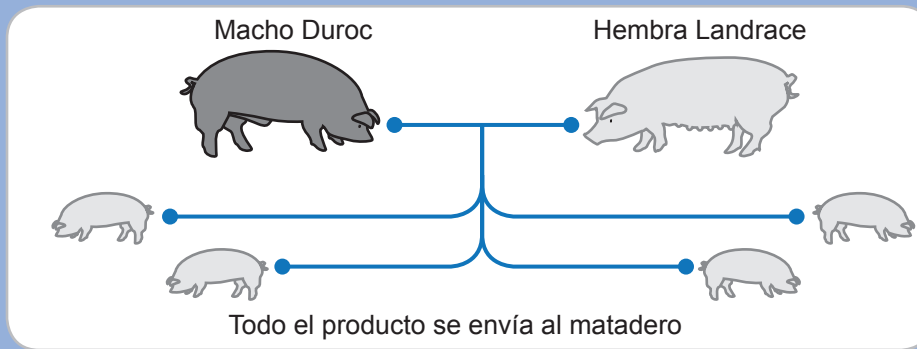 Macho Duroc
Hembra Landrace
Todo el producto se envía al matadero